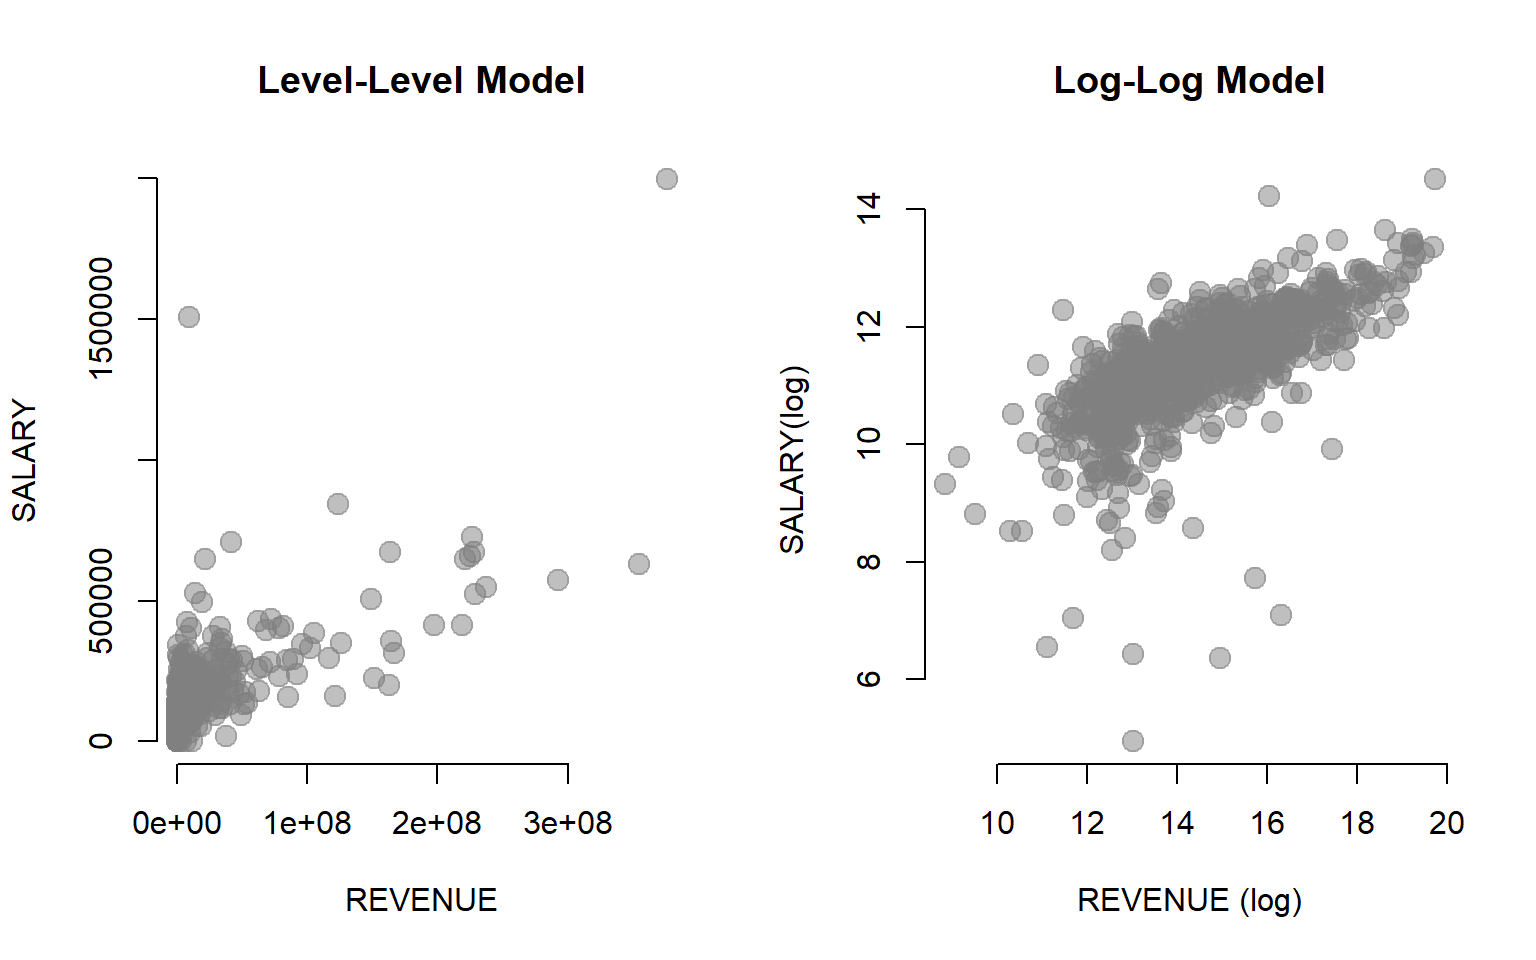 Level-Level Model
SALARY
1500000
500000
0
0e+00 1e+08 2e+08 3e+08
REVENUE
Log-Log Model
SALARY(log)
14
12
10
8
6
10 12 14 16 18 20
REVENUE (log)